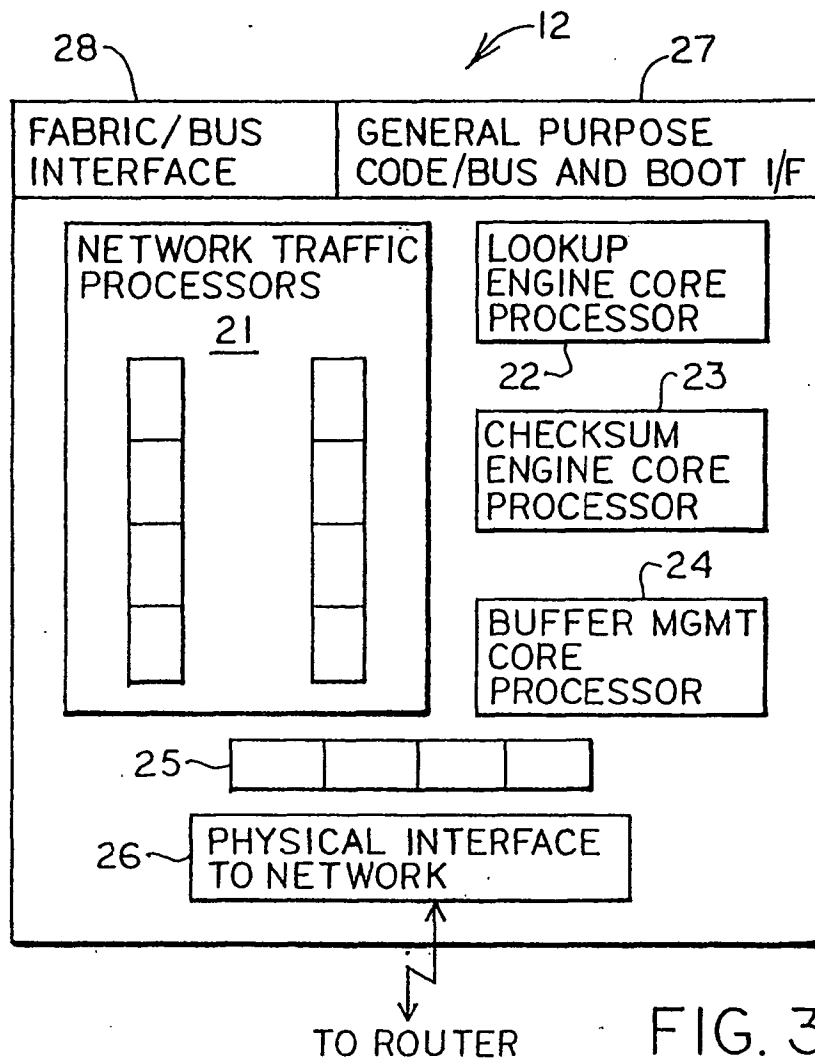 12
28
27
FABRIC/BUS
INTERFACE
GENERAL PURPOSE
CODE/BUS AND BOOT I/F
NETWORK TRAFFIC
PROCESSORS
21
LOOKUP
ENGINE CORE
PROCESSOR
22
23
CHECKSUM
ENGINE CORE
PROCESSOR
24
BUFFER MGMT
CORE
PROCESSOR
25
26
PHYSICAL INTERFACE
TO NETWORK
TO ROUTER
FIG. 3